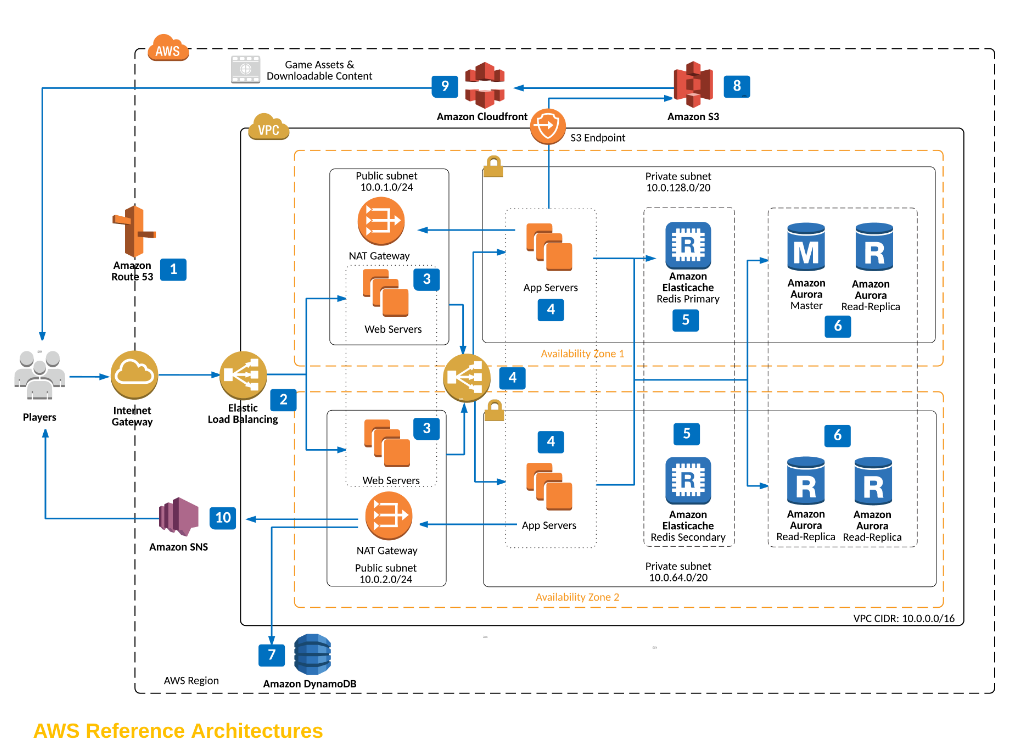 AWS
Game Assets &
Downloadable Content
9
Amazon Cloudfront
8
Amazon S3
VPC
S3 Endpoint
Public subnet
10.0.1.0/24
NAT Gateway
3
Web Servers
Private subnet
10.0.128.0/20
App Servers
4
R
Amazon
Elasticache
Redis Primary
5
M
Amazon
Aurora
Master
R
Amazon
Aurora
Read-Replica
6
Availability Zone 1
Amazon
Route 53
1
Players
Internet
Gateway
Elastic
Load Balancing
2
4
3
Web Servers
NAT Gateway
Public subnet
10.0.2.0/24
4
App Servers
5
R
Amazon
Elasticache
Redis Secondary
6
R
Amazon
Aurora
Read-Replica
R
Amazon
Aurora
Read-Replica
Private subnet
10.0.64.0/20
Availability Zone 2
VPC CIDR: 10.0.0.0/16
10
Amazon SNS
7
Amazon DynamoDB
AWS Region
AWS Reference Architectures